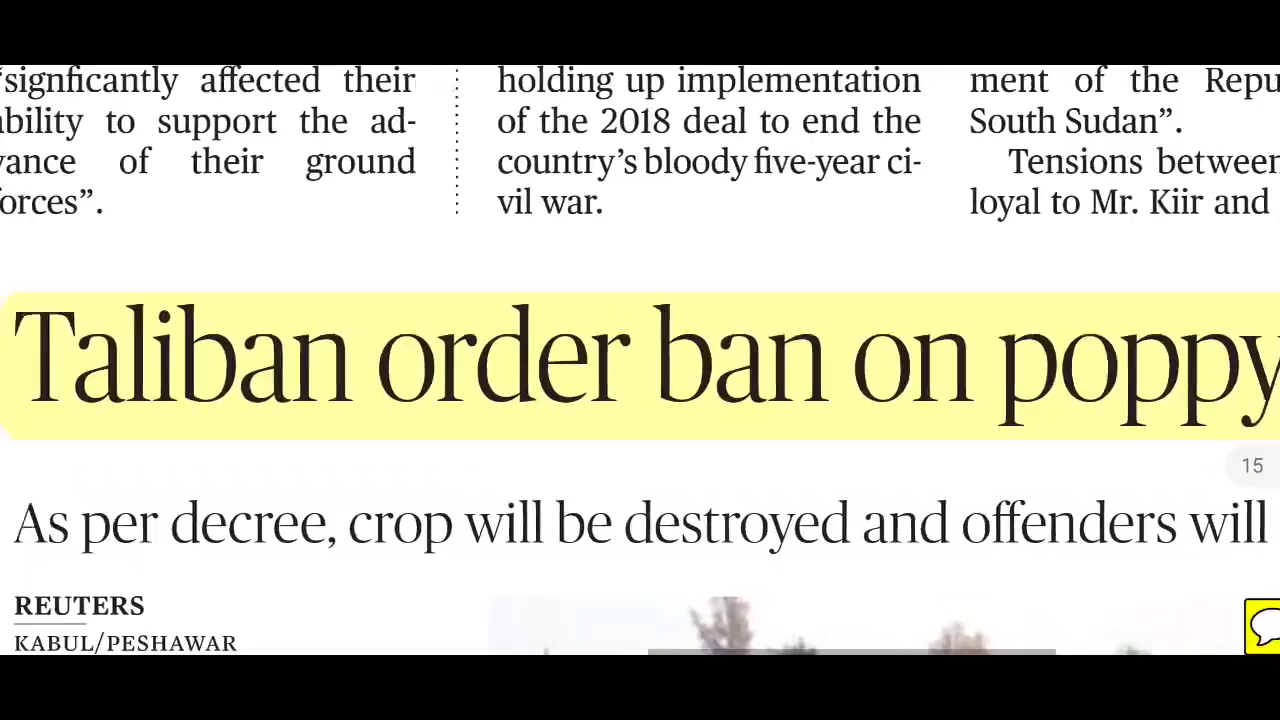 “signficantly affected their
ability to support the ad-
vance of their ground
forces”.
holding up implementation
of the 2018 deal to end the
country’s bloody five-year ci-
vil war.
ment of the Repu
South Sudan”.
Tensions between
loyal to Mr. Kiir and
Taliban order ban on poppy
15
As per decree, crop will be destroyed and offenders will
REUTERS
KABUL/PESHAWAR